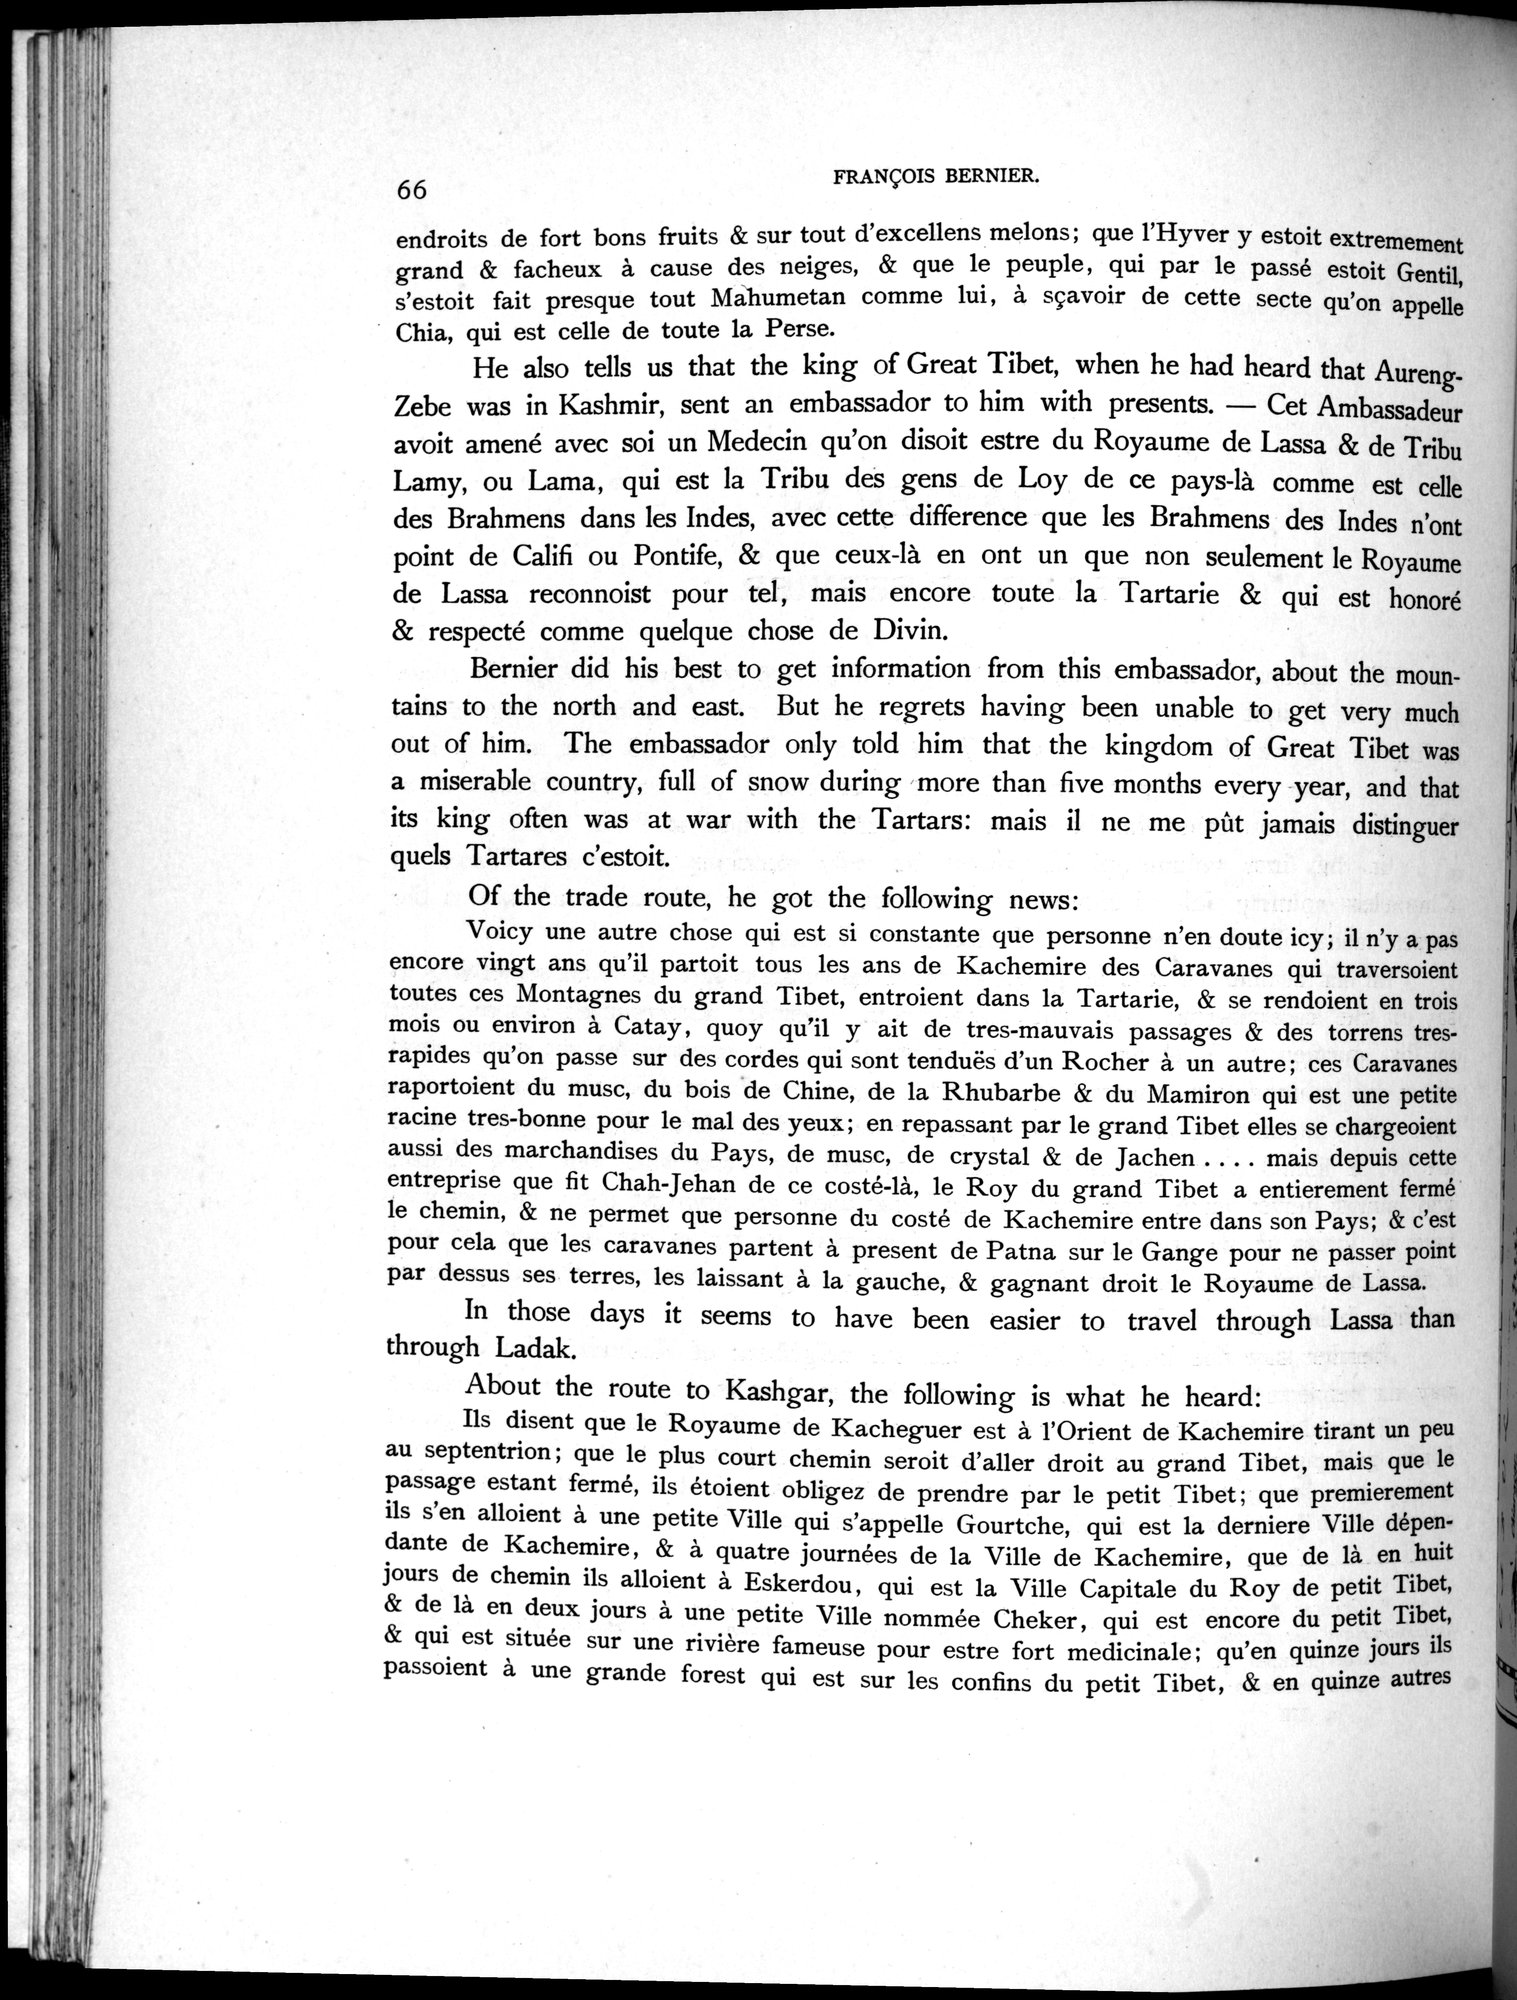 66
FRANÇOIS BERNIER.
endroits de fort bons fruits & sur tout d'excellens melons; que l'Hyver y estoit extremement
grand & facheux à cause des neiges, & que le peuple, qui par le passé estoit Gentil,
s'estoit fait presque tout Mahumetan comme lui, à sçavoir de cette secte qu'on appelle
Chia, qui est celle de toute la Perse.
He also tells us that the king of Great Tibet, when he had heard that Aureng-
Zebe was in Kashmir, sent an embassador to him with presents. — Cet Ambassadeur
avoit amené avec soi un Medecin qu'on disoit estre du Royaume de Lassa & de Tribu
Lamy, ou Lama, qui est la Tribu des gens de Loy de ce pays-là comme est celle
des Brahmens dans les Indes, avec cette difference que les Brahmens des Indes n'ont
point de Califi ou Pontife, & que ceux-là en ont un que non seulement le Royaume
de Lassa reconnoist pour tel, mais encore toute la Tartarie & qui est honoré
& respecté comme quelque chose de Divin.
Bernier did his best to get information from this embassador, about the moun-
tains to the north and east. But he regrets having been unable to get very much
out of him. The embassador only told him that the kingdom of Great Tibet was
a miserable country, full of snow during more than five months every year, and that
its king often was at war with the Tartars: mais il ne me pût jamais distinguer
quels Tartares c'estoit.
Of the trade route, he got the following news:
Voicy une autre chose qui est si constante que personne n'en doute icy; il n'y a pas
encore vingt ans qu'il partoit tous les ans de Kachemire des Caravanes qui traversoient
toutes ces Montagnes du grand Tibet, entroient dans la Tartarie, & se rendoient en trois
mois ou environ à Catay, quoy qu'il y ait de tres-mauvais passages & des torrens tres-
rapides qu'on passe sur des cordes qui sont tenduës d'un Rocher à un autre; ces Caravanes
raportoient du musc, du bois de Chine, de la Rhubarbe & du Mamiron qui est une petite
racine tres-bonne pour le mal des yeux; en repassant par le grand Tibet elles se chargeoient
aussi des marchandises du Pays, de musc, de crystal & de Jachen .... mais depuis cette
entreprise que fit Chah-Jehan de ce costé-là, le Roy du grand Tibet a entierement fermé
le chemin, & ne permet que personne du costé de Kachemire entre dans son Pays; & c'est
pour cela que les caravanes partent à present de Patna sur le Gange pour ne passer point
par dessus ses terres, les laissant à la gauche, & gagnant droit le Royaume de Lassa.
In those days it seems to have been easier to travel through Lassa than
through Ladak.
About the route to Kashgar, the following is what he heard:
Ils disent que le Royaume de Kacheguer est à l'Orient de Kachemire tirant un peu
au septentrion; que le plus court chemin seroit d'aller droit au grand Tibet, mais que le
passage estant fermé, ils étoient obligez de prendre par le petit Tibet; que premierement
ils s'en alloient à une petite Ville qui s'appelle Gourtche, qui est la derniere Ville dépen-
dante de Kachemire, & à quatre journées de la Ville de Kachemire, que de là en huit
jours de chemin ils alloient à Eskerdou, qui est la Ville Capitale du Roy de petit Tibet,
& de là en deux jours à une petite Ville nommée Cheker, qui est encore du petit Tibet,
& qui est située sur une rivière fameuse pour estre fort medicinale; qu'en quinze jours ils
passoient à une grande forest qui est sur les confins du petit Tibet, & en quinze autres